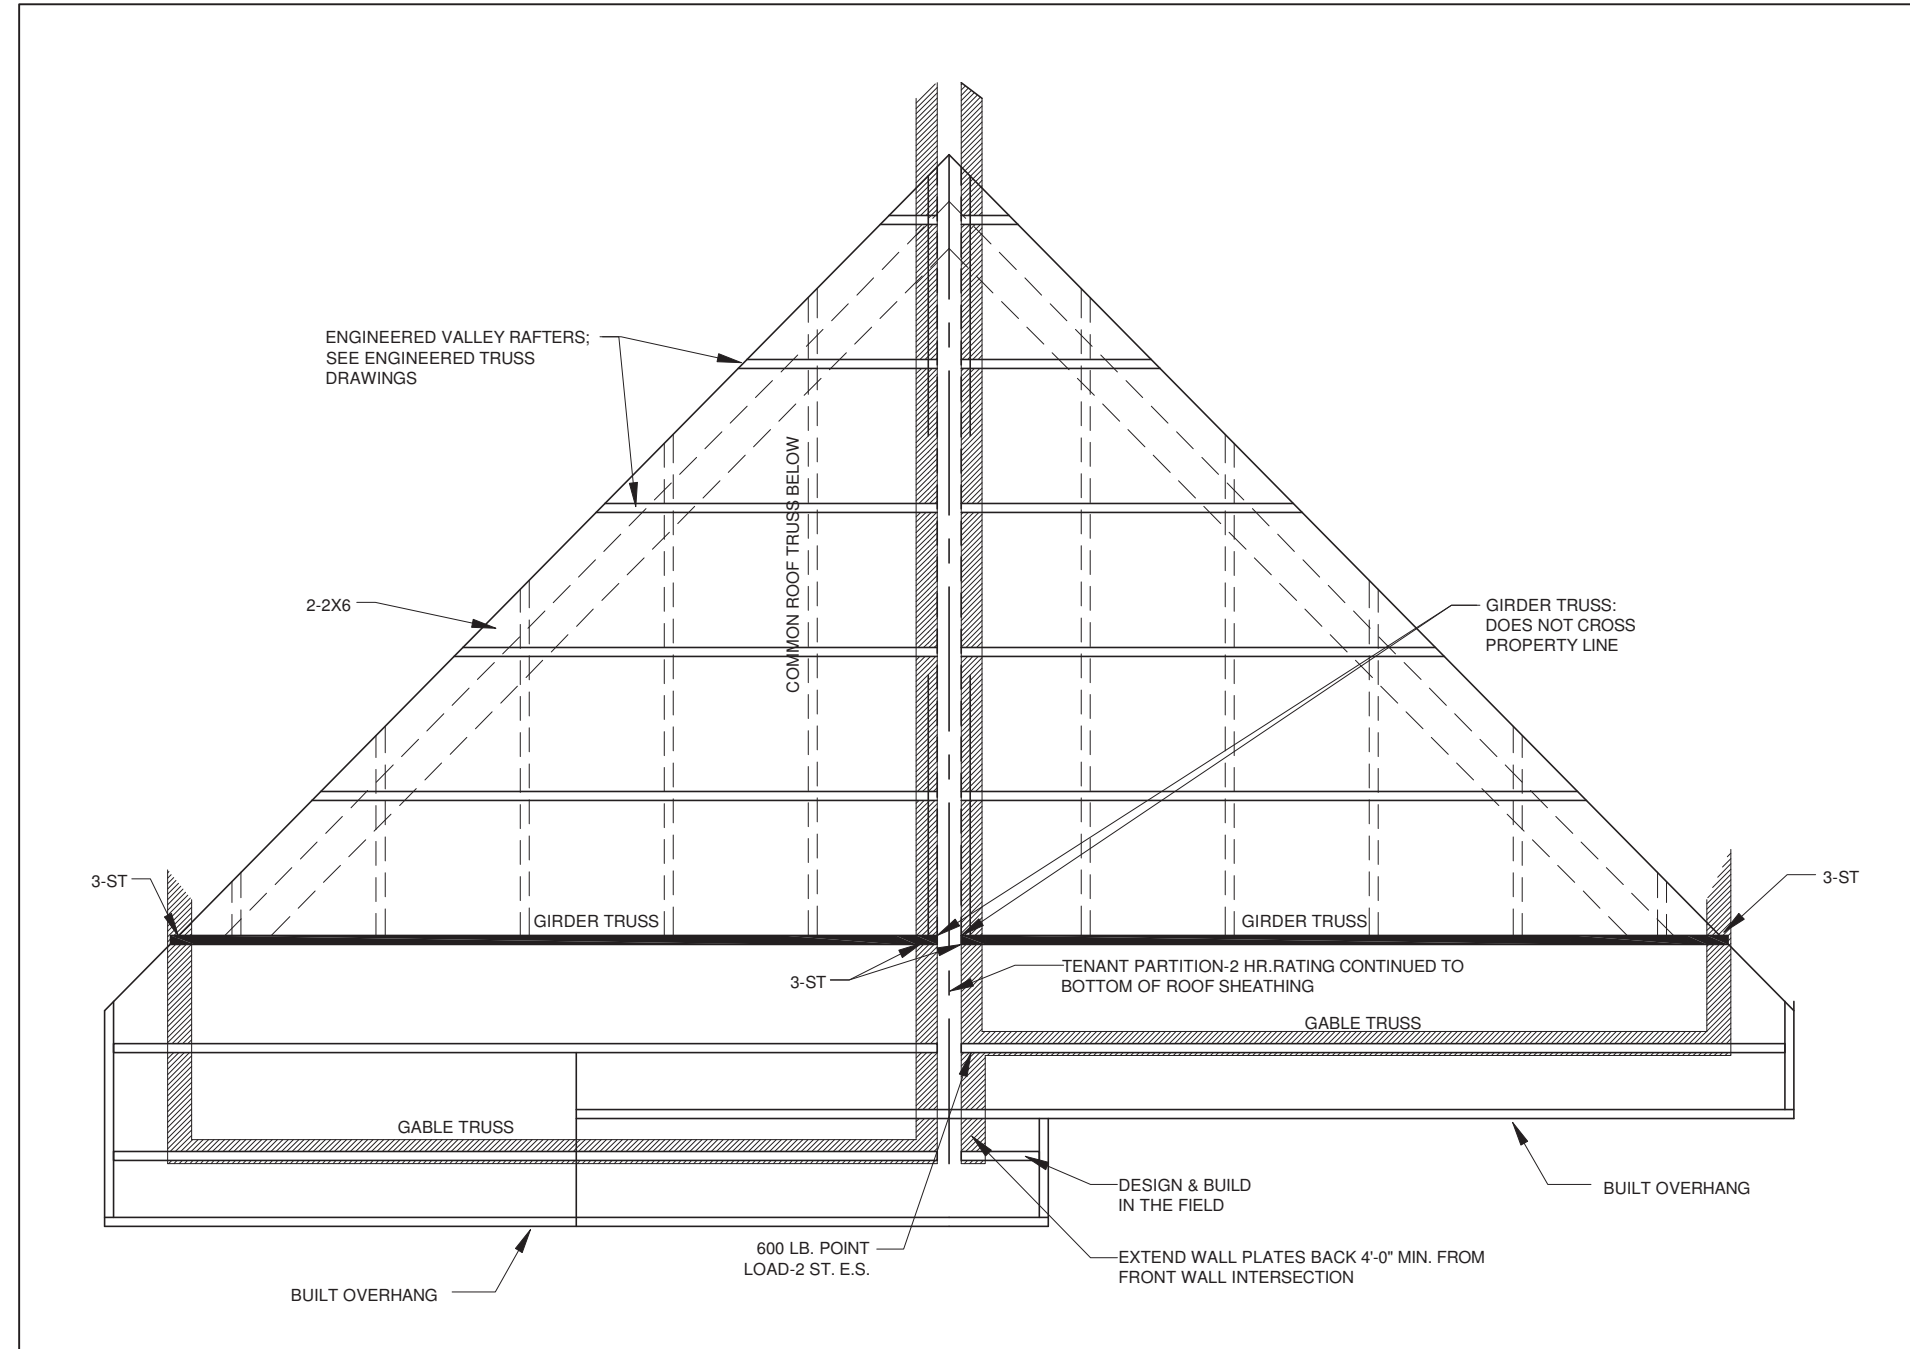 ENGINEERED VALLEY RAFTERS;
SEE ENGINEERED TRUSS
DRAWINGS
COMMON ROOF TRUSS BELOW
2-2X6
GIRDER TRUSS:
DOES NOT CROSS
PROPERTY LINE
3-ST
3-ST
GIRDER TRUSS
GIRDER TRUSS
3-ST
TENANT PARTITION-2 HR.RATING CONTINUED TO
BOTTOM OF ROOF SHEATHING
GABLE TRUSS
GABLE TRUSS
DESIGN & BUILD
IN THE FIELD
BUILT OVERHANG
600 LB. POINT
LOAD-2 ST. E.S.
EXTEND WALL PLATES BACK 4'-0" MIN. FROM
FRONT WALL INTERSECTION
BUILT OVERHANG